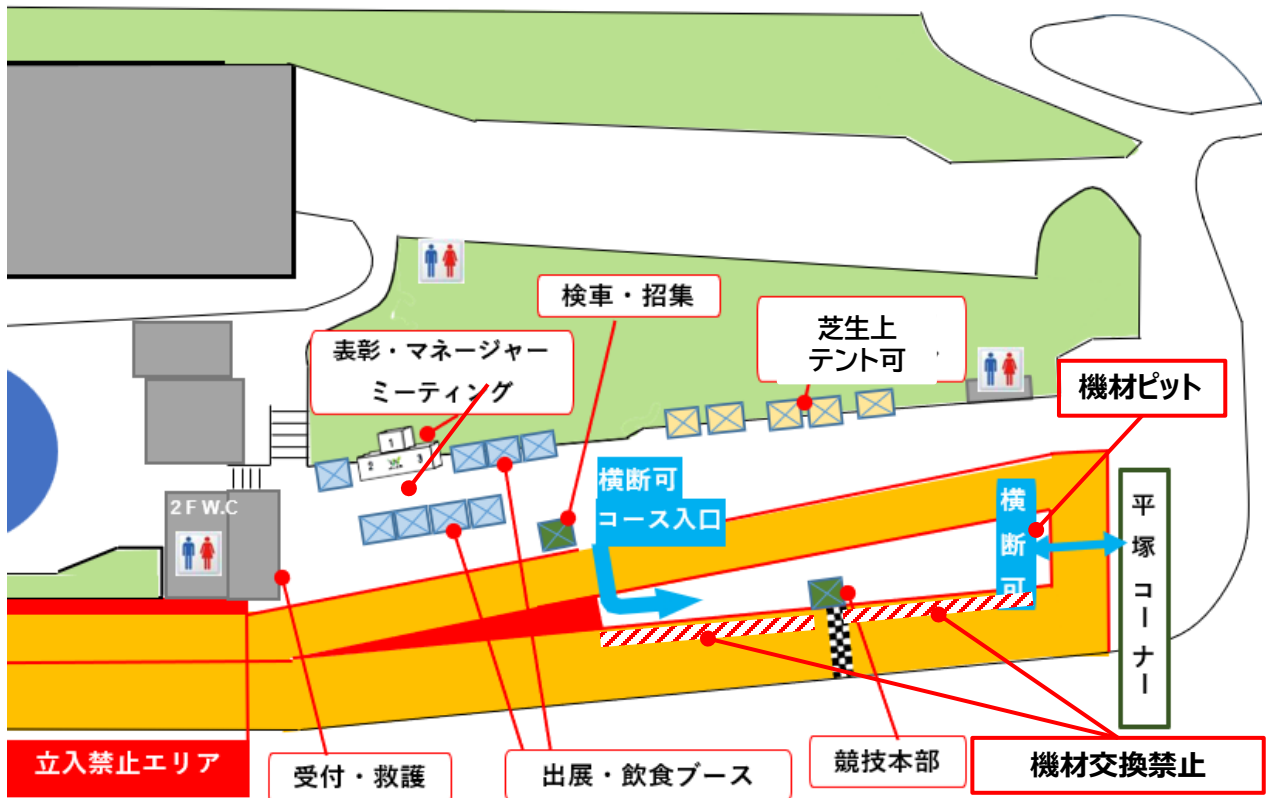 検車・招集
芝生上
テント可
表彰・マネージャー
ミーティング
機材ピット
1
2
3
横断可
コース入口
横断可
平塚コーナー
2F W.C
立入禁止エリア
受付・救護
出展・飲食ブース
競技本部
機材交換禁止